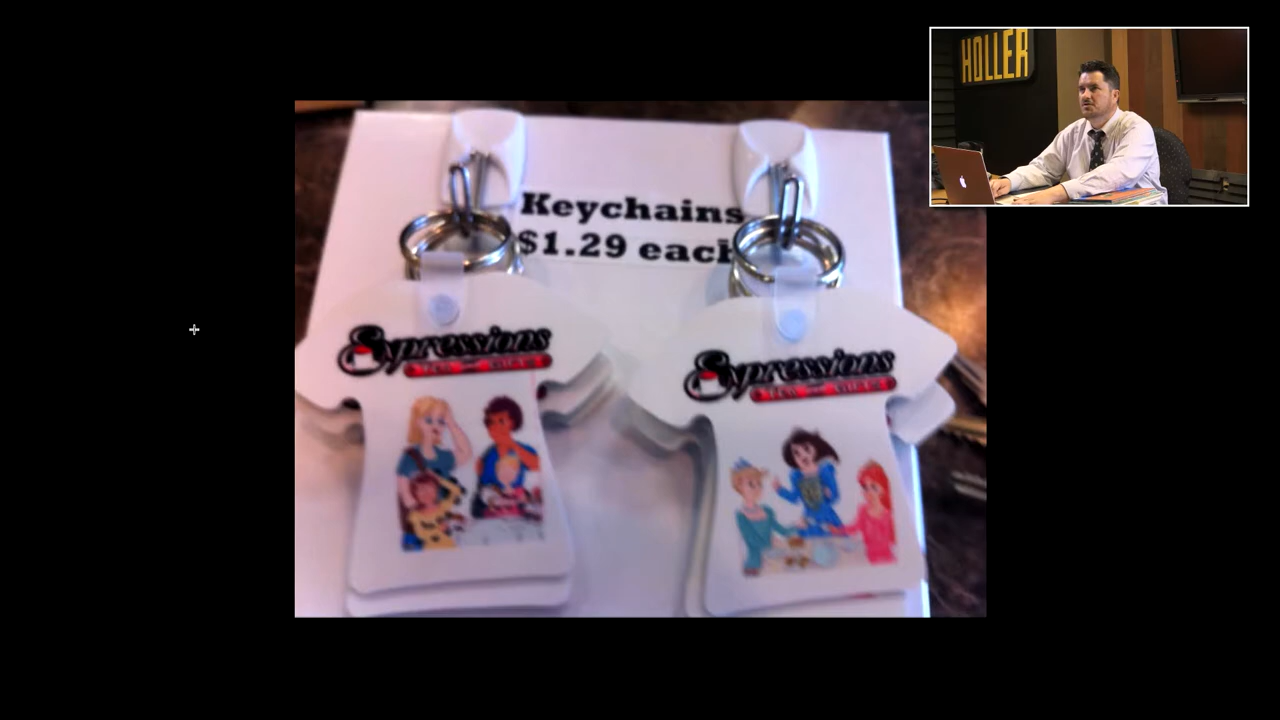 HOLLER
Keychains
$1.29 each
Expressions
Expressions